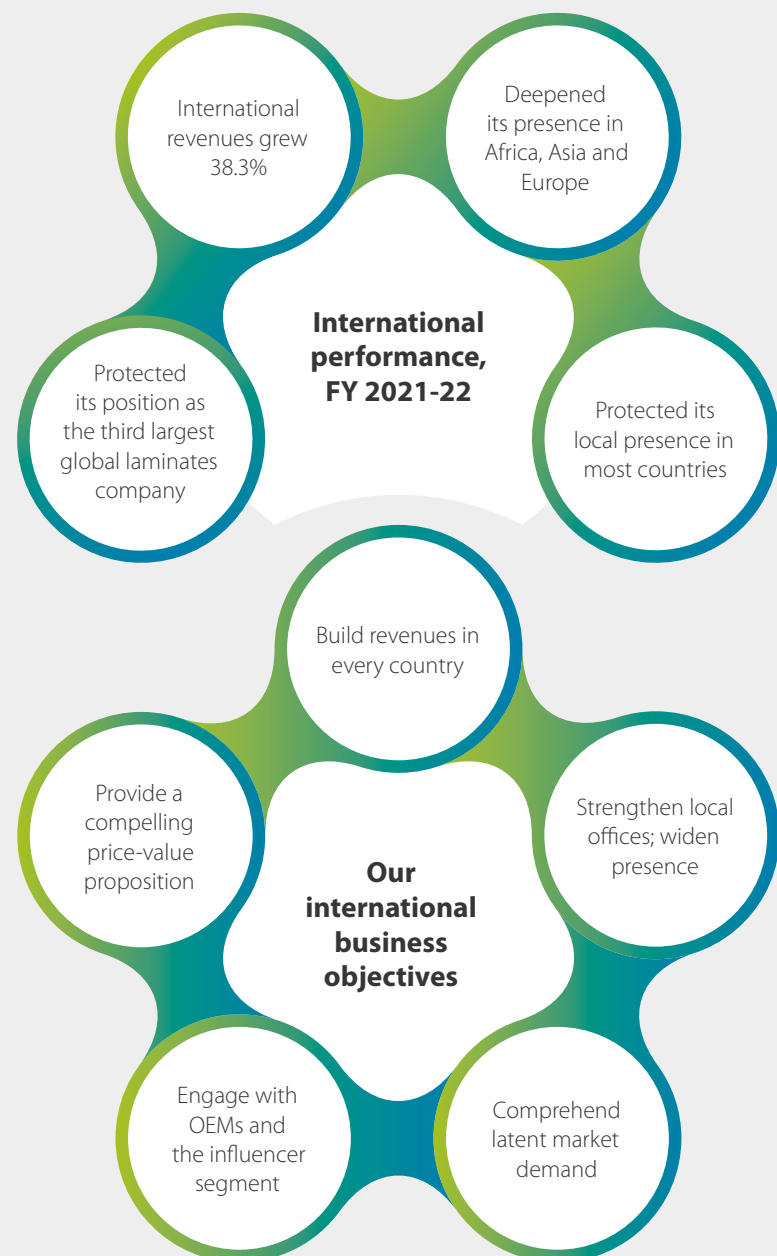 International
revenues grew
38.3%
Deepened
its presence in
Africa, Asia and
Europe
International
performance,
FY 2021-22
Protected
its position as
the third largest
global laminates
company
Protected its
local presence in
most countries
Build revenues in
every country
Provide a
compelling
price-value
proposition
Strengthen local
offices; widen
presence
Our
international
business
objectives
Engage with
OEMs and
the influencer
segment
Comprehend
latent market
demand